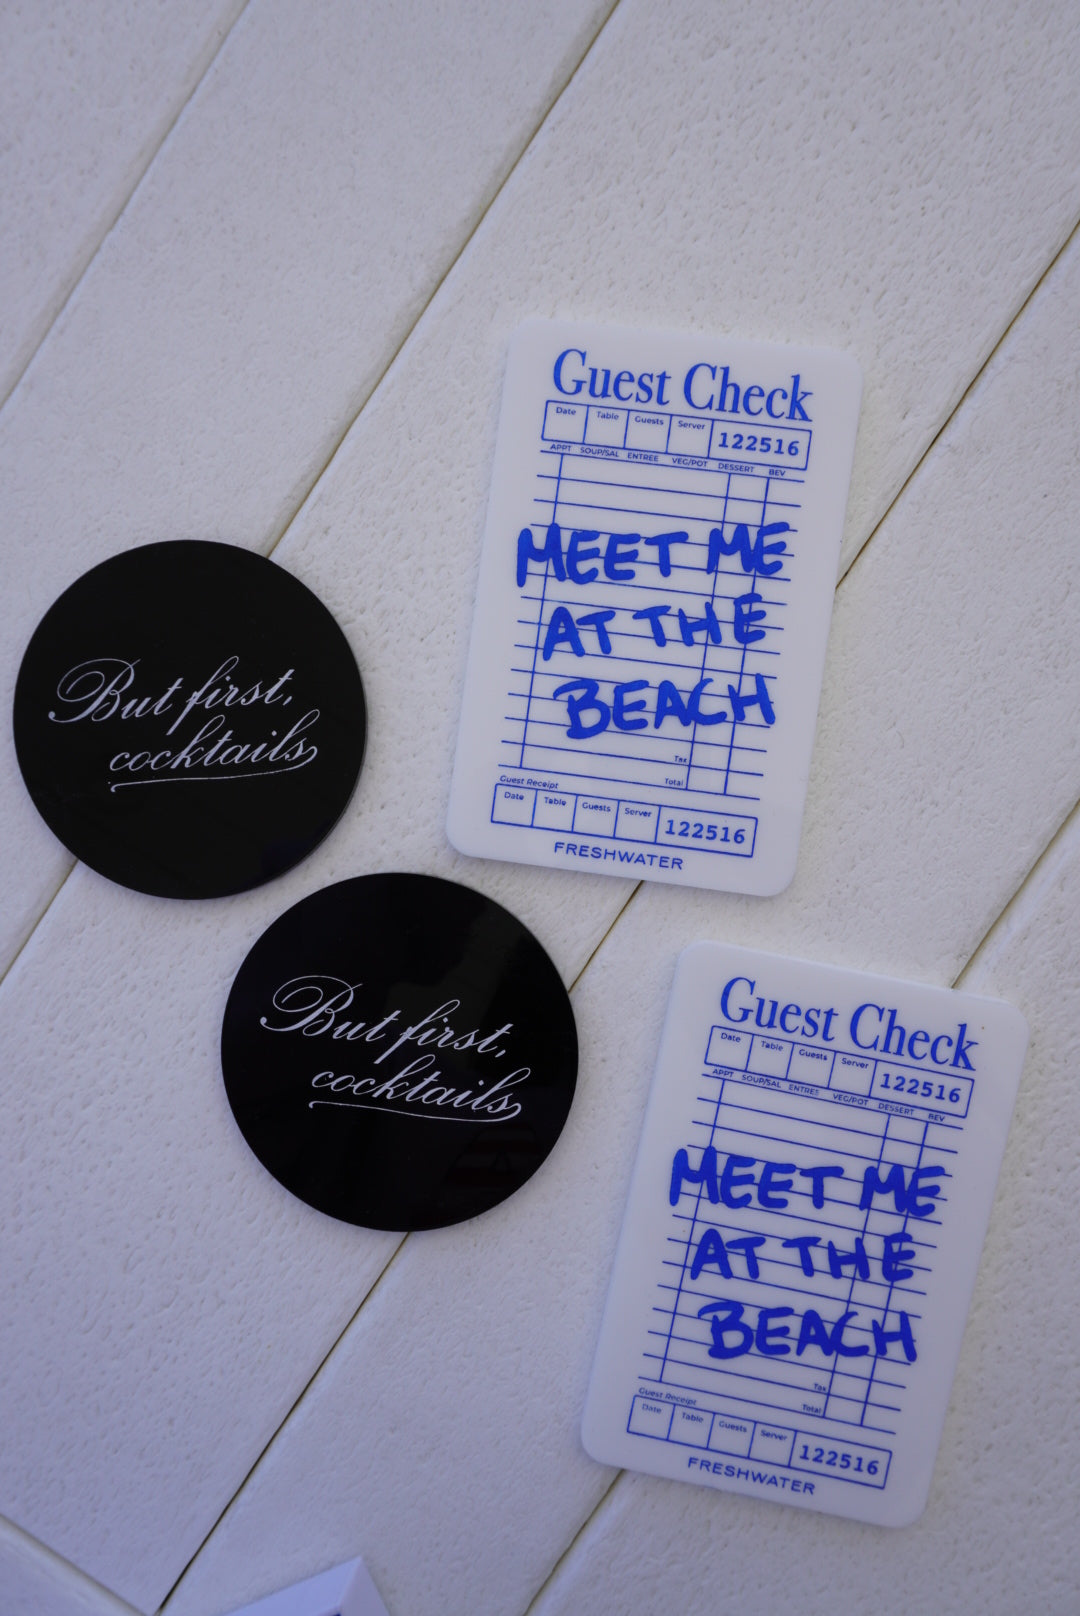 But first,
cocktails
But first,
cocktails
Guest Check
Date Table Guests Server 122516
APPT SOUP/SAL ENTREE VEG/POT DESSERT BEV
MEET ME
AT THE
BEACH
Tax
Total
Guest Receipt
Date Table Guests Server 122516
FRESHWATER
Guest Check
Date Table Guests Server 122516
APPT SOUP/SAL ENTREE VEG/POT DESSERT BEV
MEET ME
AT THE
BEACH
Tax
Total
Guest Receipt
Date Table Guests Server 122516
FRESHWATER